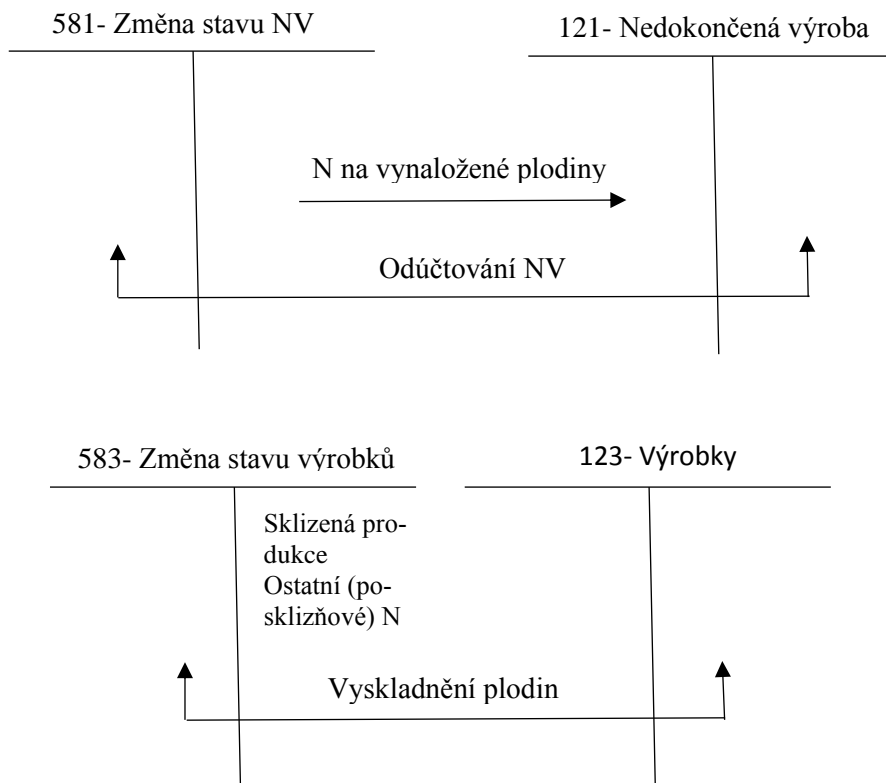 581- Změna stavu NV
121- Nedokončená výroba
N na vynaložené plodiny
Odúčtování NV
583- Změna stavu výrobků
123- Výrobky
Sklizená pro-
dukce
Ostatní (po-
sklizňové) N
Vyskladnění plodin